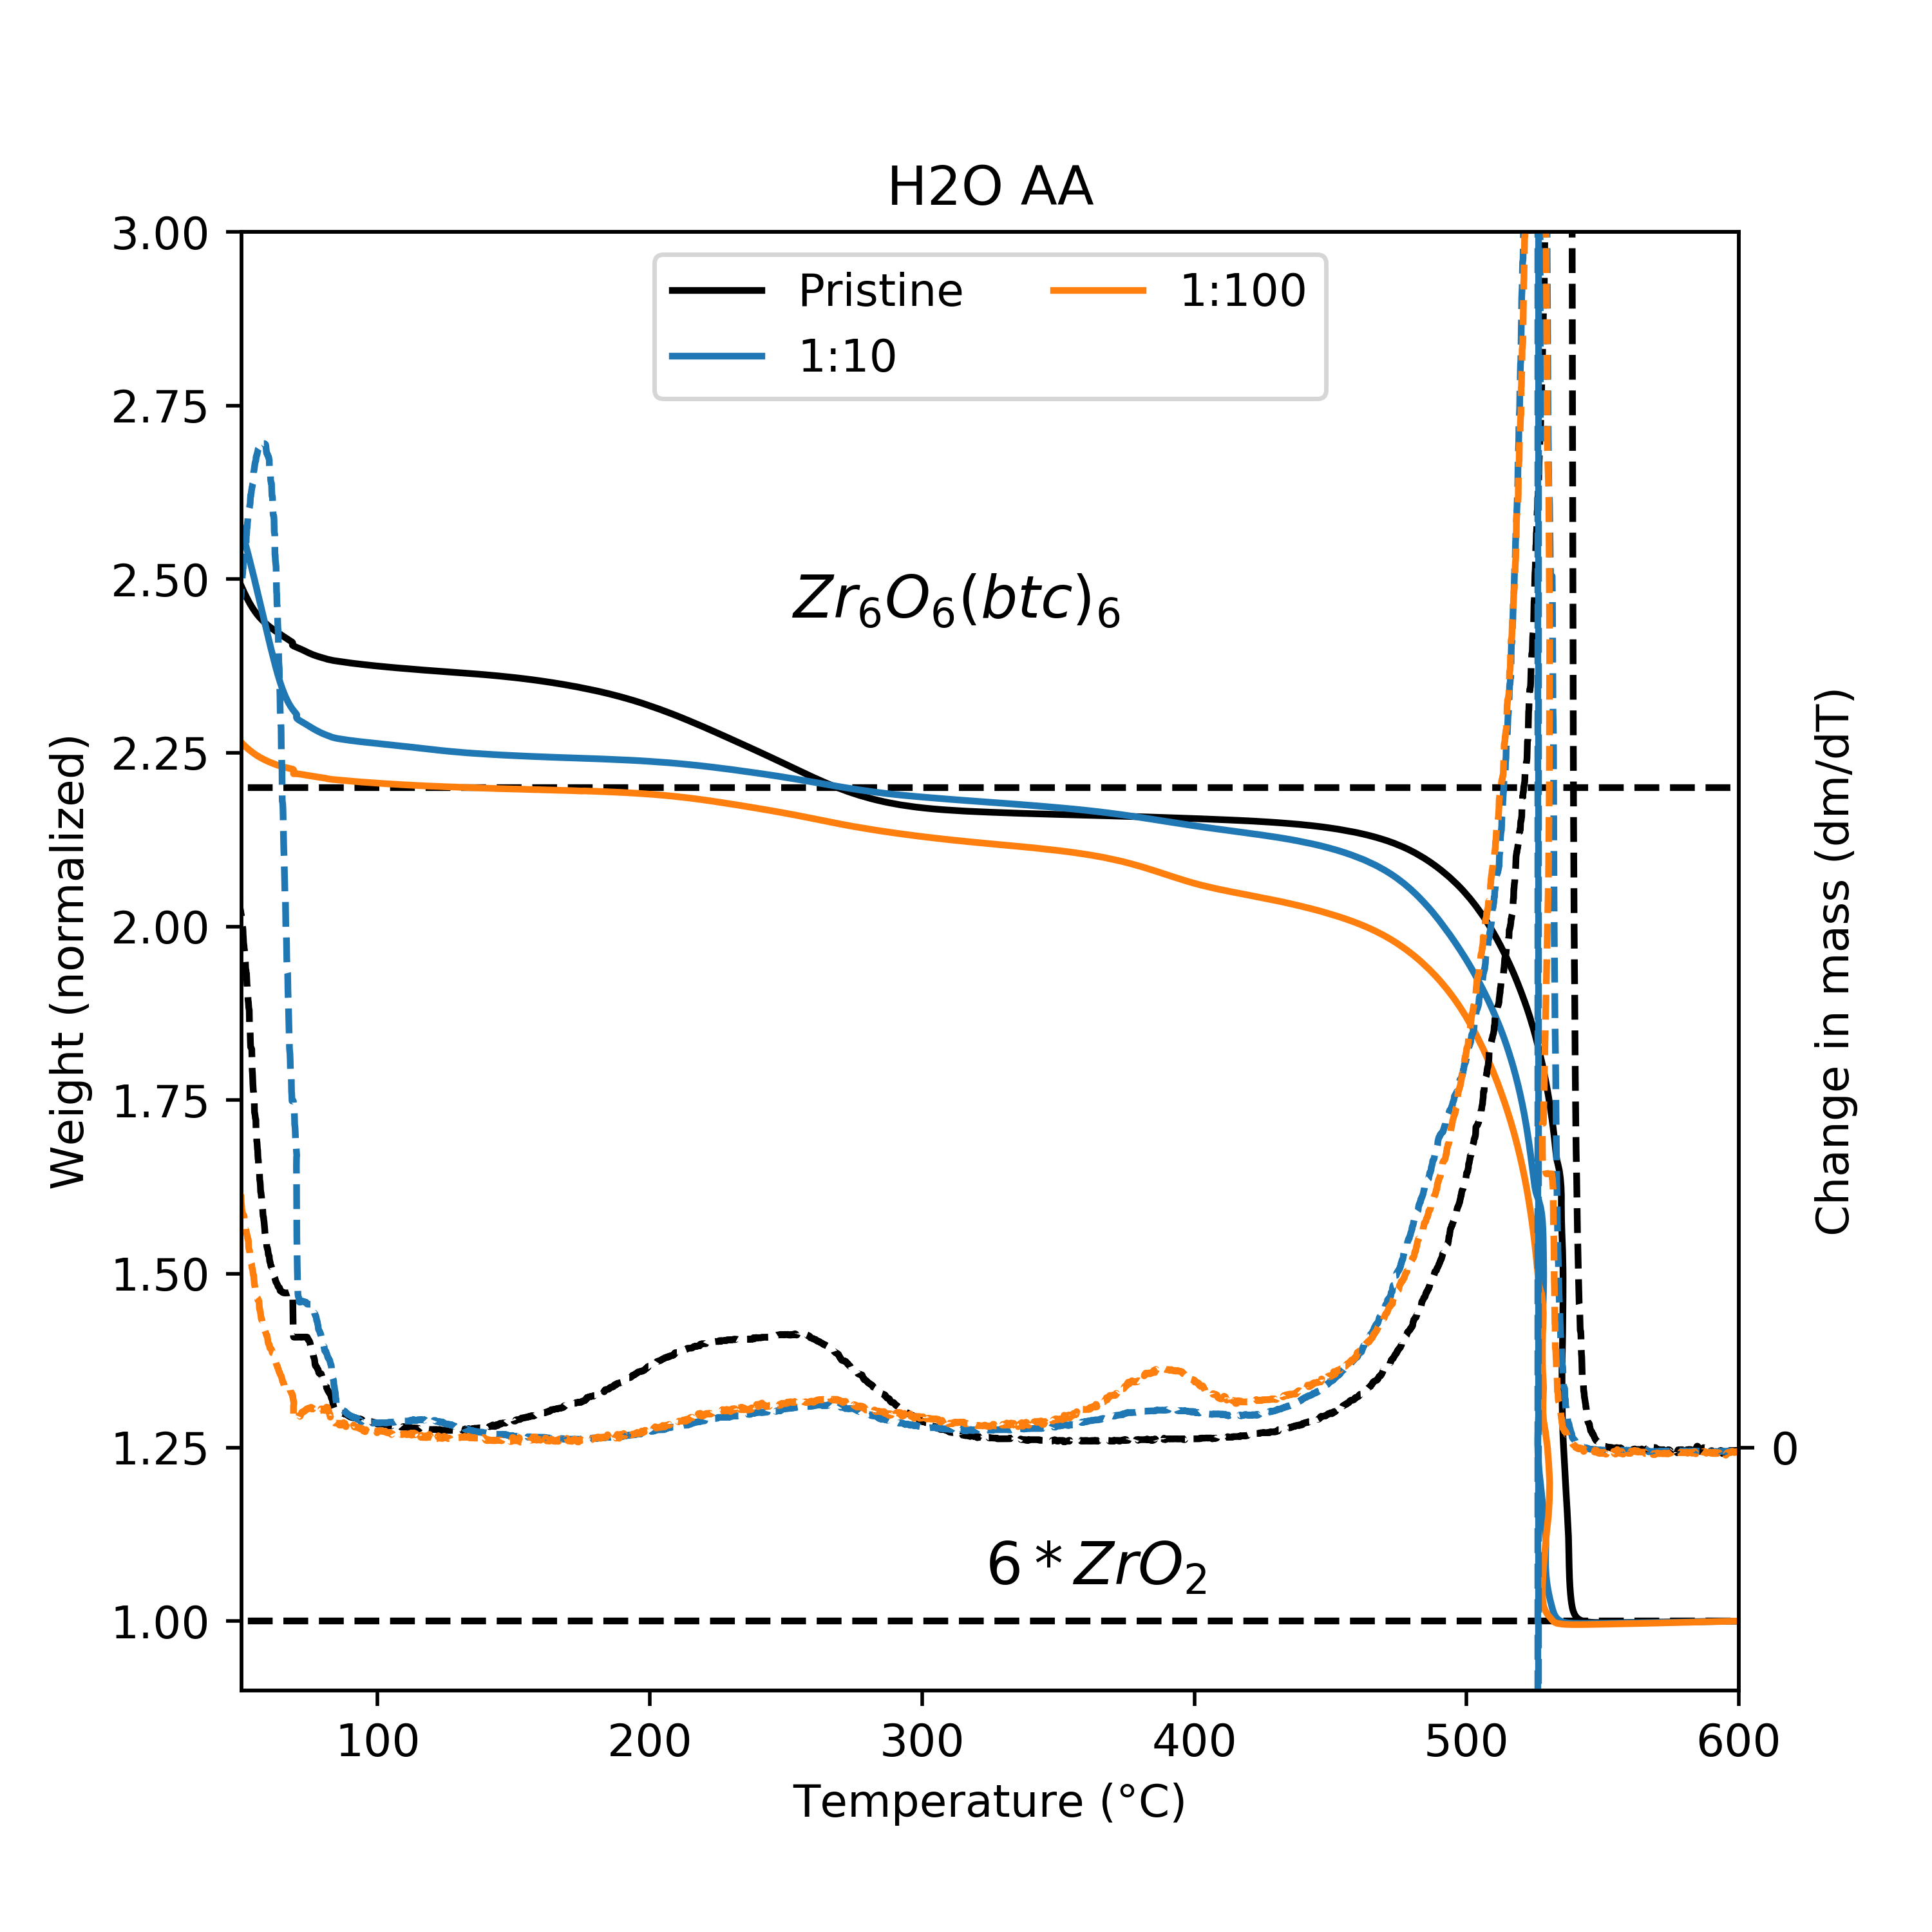 H2O AA
Pristine
1:10
1:100
Zr₆O₆(btc)₆
6 * ZrO₂
Weight (normalized)
3.00
2.75
2.50
2.25
2.00
1.75
1.50
1.25
1.00
100 200 300 400 500 600
Temperature (°C)
0
Change in mass (dm/dT)